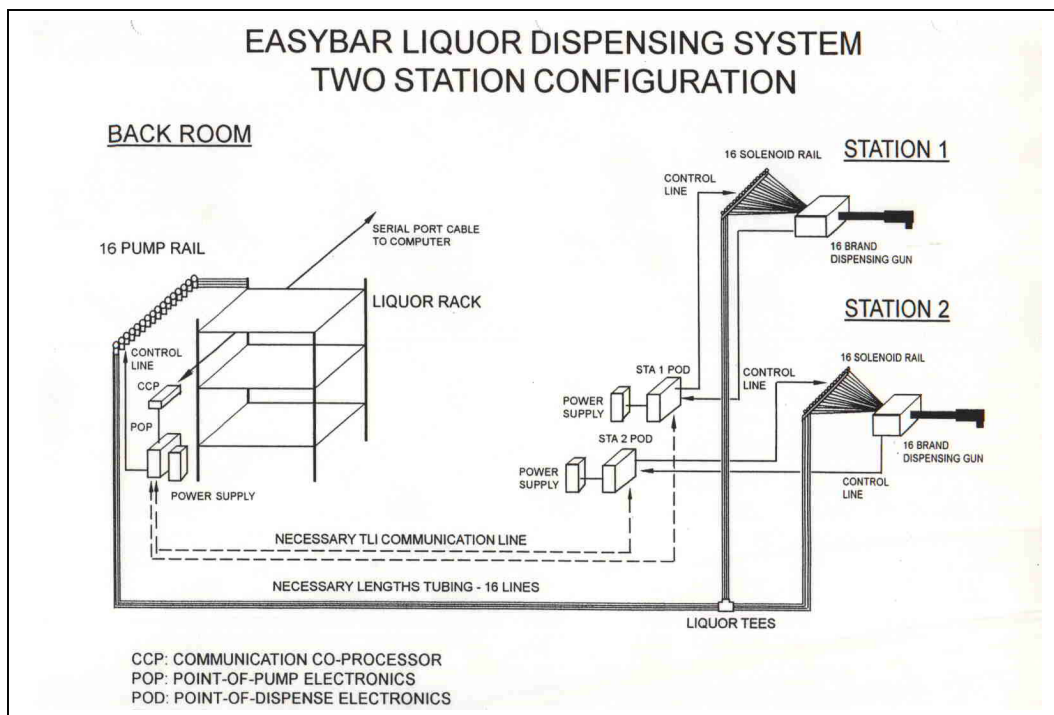 EASYBAR LIQUOR DISPENSING SYSTEM
TWO STATION CONFIGURATION
BACK ROOM
16 SOLENOID RAIL
STATION 1
CONTROL
LINE
SERIAL PORT CABLE
TO COMPUTER
16 PUMP RAIL
16 BRAND
DISPENSING GUN
LIQUOR RACK
STATION 2
CONTROL
LINE
16 SOLENOID RAIL
CCP
STA 1 POD
CONTROL
LINE
POWER
SUPPLY
POP
STA 2 POD
16 BRAND
DISPENSING GUN
POWER
SUPPLY
CONTROL
LINE
POWER SUPPLY
NECESSARY TLI COMMUNICATION LINE
NECESSARY LENGTHS TUBING - 16 LINES
LIQUOR TEES
CCP: COMMUNICATION CO-PROCESSOR
POP: POINT-OF-PUMP ELECTRONICS
POD: POINT-OF-DISPENSE ELECTRONICS